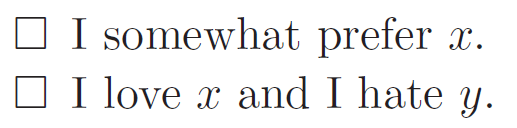 ☐ I somewhat prefer x.
☐ I love x and I hate y.